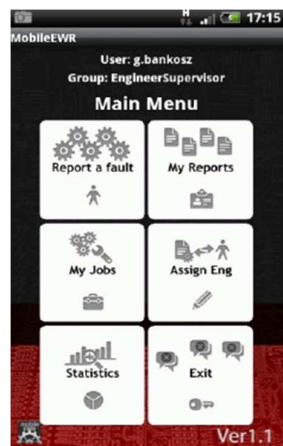 H 17:15
MobileEWR
User: g.bankosz
Group: EngineerSupervisor
Main Menu
Report a fault
My Reports
My Jobs
Assign Eng
Statistics
Exit
Ver1.1